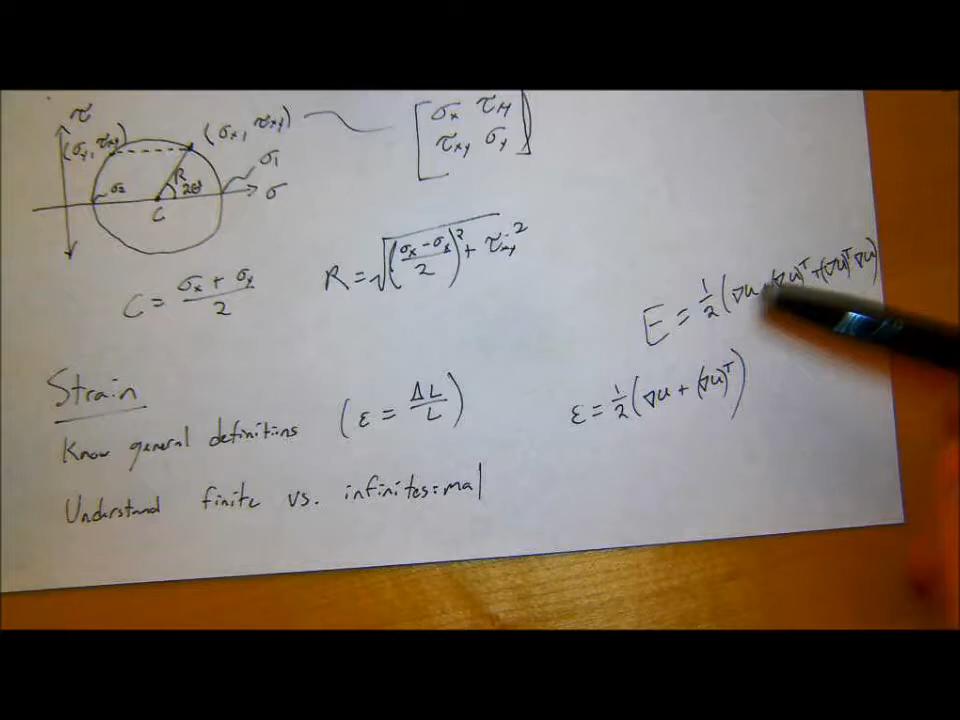 τ
(σy, τxy)
(σx, τxy)
[σx τxy
τxy σy]
σ1
σ2
R
2θ
σ
C
C = (σx + σy)/2
R = √(((σx - σx)/2)² + τxy²)
E = 1/2(∇u + (∇u)ᵀ + (∇u)ᵀ∇u)
Strain
ε = 1/2(∇u + (∇u)ᵀ)
Know general definitions (ε = ΔL/L)
Understand finite vs. infinitesimal